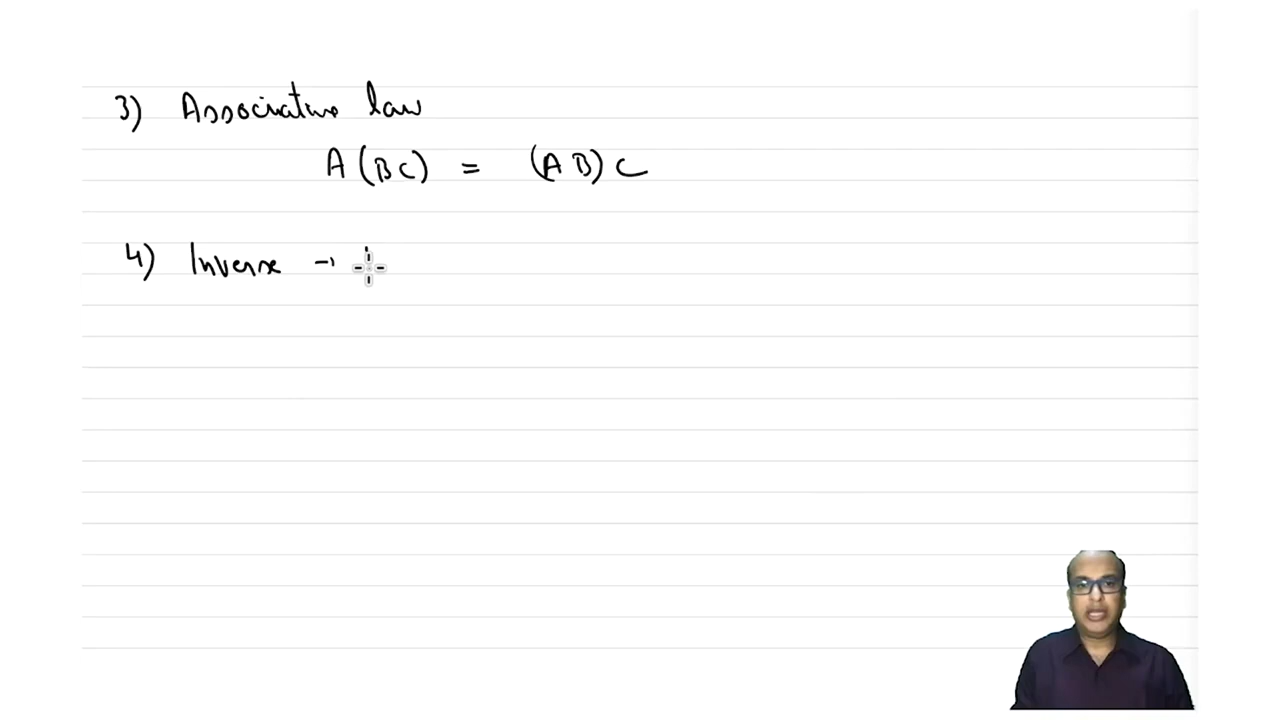 3) Associative law
A (BC) = (AB) C
4) Inverse →